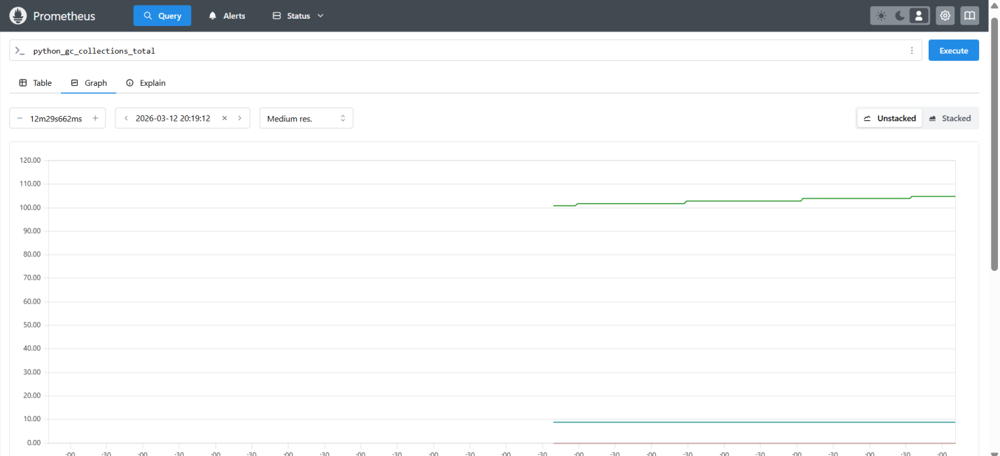 Prometheus Query Alerts Status
python_gc_collections_total Execute
Table Graph Explain
12m29s662ms 2026-03-12 20:19:12 Medium res. Unstacked Stacked
120.00
110.00
100.00
90.00
80.00
70.00
60.00
50.00
40.00
30.00
20.00
10.00
0.00
:00 :30 :00 :30 :00 :30 :00 :30 :00 :30 :00 :30 :00 :30 :00 :30 :00 :30 :00 :30 :00 :30 :00 :30 :00